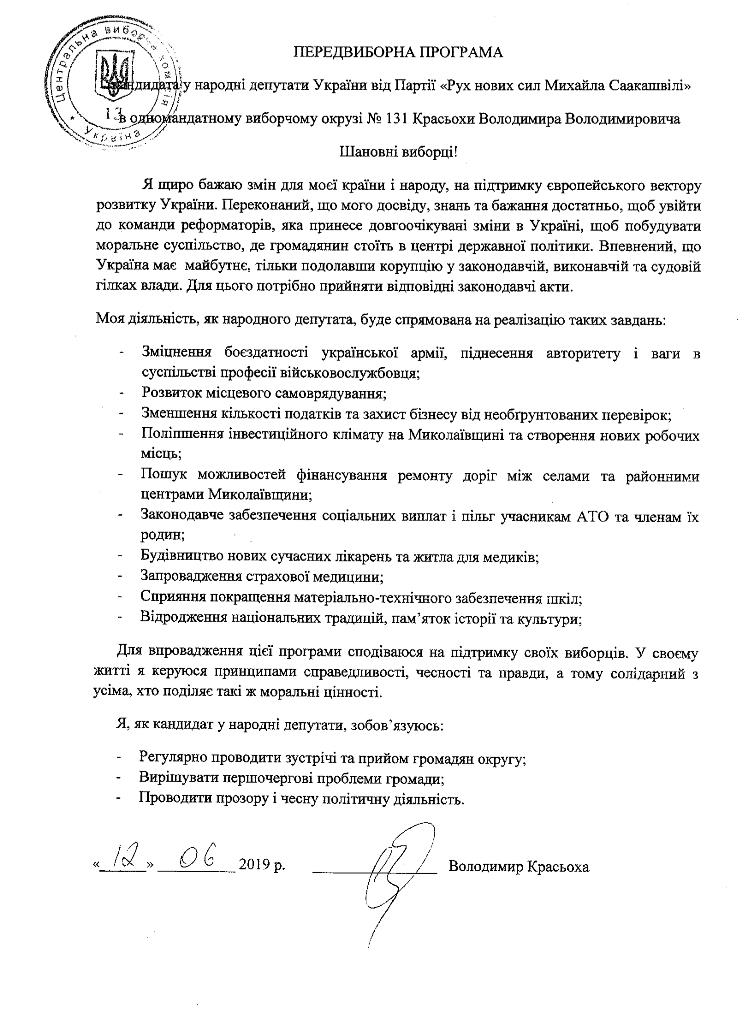 Центральна виборча комісія
* Україна *
13
ПЕРЕДВИБОРНА ПРОГРАМА
кандидата у народні депутати України від Партії «Рух нових сил Михайла Саакашвілі»
в одномандатному виборчому окрузі № 131 Красьохи Володимира Володимировича
Шановні виборці!
Я щиро бажаю змін для моєї країни і народу, на підтримку європейського вектору
розвитку України. Переконаний, що мого досвіду, знань та бажання достатньо, щоб увійти
до команди реформаторів, яка принесе довгоочікувані зміни в Україні, щоб побудувати
моральне суспільство, де громадянин стоїть в центрі державної політики. Впевнений, що
Україна має майбутнє, тільки подолавши корупцію у законодавчій, виконавчій та судовій
гілках влади. Для цього потрібно прийняти відповідні законодавчі акти.
Моя діяльність, як народного депутата, буде спрямована на реалізацію таких завдань:
- Зміцнення боєздатності української армії, піднесення авторитету і ваги в
суспільстві професії військовослужбовця;
- Розвиток місцевого самоврядування;
- Зменшення кількості податків та захист бізнесу від необґрунтованих перевірок;
- Поліпшення інвестиційного клімату на Миколаївщині та створення нових робочих
місць;
- Пошук можливостей фінансування ремонту доріг між селами та районними
центрами Миколаївщини;
- Законодавче забезпечення соціальних виплат і пільг учасникам АТО та членам їх
родин;
- Будівництво нових сучасних лікарень та житла для медиків;
- Запровадження страхової медицини;
- Сприяння покращення матеріально-технічного забезпечення шкіл;
- Відродження національних традицій, пам’яток історії та культури;
Для впровадження цієї програми сподіваюся на підтримку своїх виборців. У своєму
житті я керуюся принципами справедливості, чесності та правди, а тому солідарний з
усіма, хто поділяє такі ж моральні цінності.
Я, як кандидат у народні депутати, зобов’язуюсь:
- Регулярно проводити зустрічі та прийом громадян округу;
- Вирішувати першочергові проблеми громади;
- Проводити прозору і чесну політичну діяльність.
«12» 06 2019 р. Володимир Красьоха